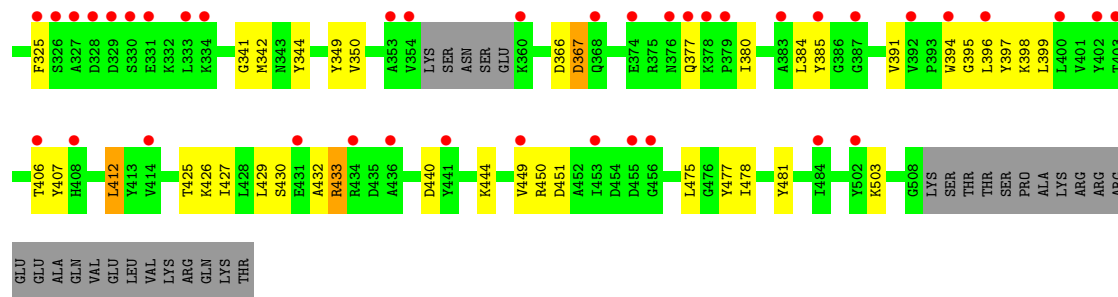 F325 S326 A327 D328 D329 S330 E331 K332 L333 K334 G341 M342 N343 Y344 Y349 V350 A353 V354 LYS SER ASN SER GLU K360 D366 D367 Q368 E374 R375 N376 Q377 K378 P379 I380 A383 L384 Y385 G386 G387 V391 V392 P393 W394 G395 L396 Y397 K398 L399 L400 V401 Y402 T403
T406 Y407 H408 L412 Y413 V414 T425 K426 I427 L428 L429 S430 E431 A432 R433 R434 D435 A436 D440 Y441 K444 V449 R450 D451 A452 I453 D454 D455 G456 L475 G476 Y477 I478 Y481 I484 Y502 K503 G508 LYS SER THR THR SER PRO ALA LYS ARG ARG ARG
GLU GLU ALA GLN VAL GLU LEU VAL LYS ARG GLN LYS THR